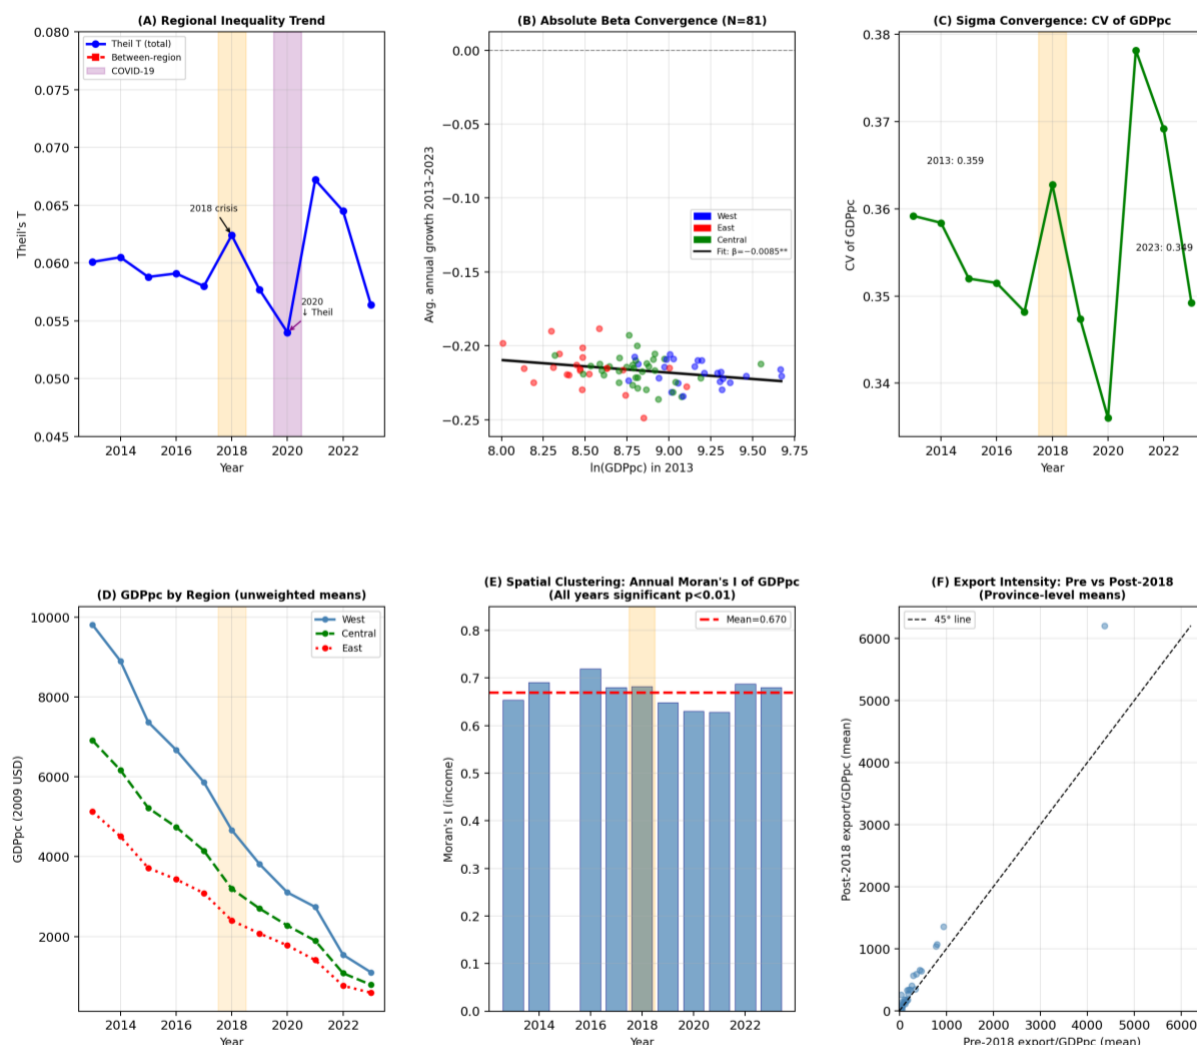 (A) Regional Inequality Trend
0.080
0.075
0.070
0.065
0.060
0.055
0.050
0.045
Theil's T
Theil T (total)
Between-region
COVID-19
2018 crisis
2020
↓ Theil
2014 2016 2018 2020 2022
Year
(B) Absolute Beta Convergence (N=81)
0.00
−0.05
−0.10
−0.15
−0.20
−0.25
Avg. annual growth 2013–2023
West
East
Central
Fit: β=−0.0085**
8.00 8.25 8.50 8.75 9.00 9.25 9.50 9.75
ln(GDPpc) in 2013
(C) Sigma Convergence: CV of GDPpc
0.38
0.37
0.36
0.35
0.34
CV of GDPpc
2013: 0.359
2023: 0.349
2014 2016 2018 2020 2022
Year
(D) GDPpc by Region (unweighted means)
10000
8000
6000
4000
2000
GDPpc (2009 USD)
West
Central
East
2014 2016 2018 2020 2022
Year
(E) Spatial Clustering: Annual Moran's I of GDPpc
(All years significant p<0.01)
0.8
0.7
0.6
0.5
0.4
0.3
0.2
0.1
0.0
Moran's I (income)
Mean=0.670
2014 2016 2018 2020 2022
Year
(F) Export Intensity: Pre vs Post-2018
(Province-level means)
6000
5000
4000
3000
2000
1000
0
Post-2018 export/GDPpc (mean)
45° line
0 1000 2000 3000 4000 5000 6000
Pre-2018 export/GDPpc (mean)